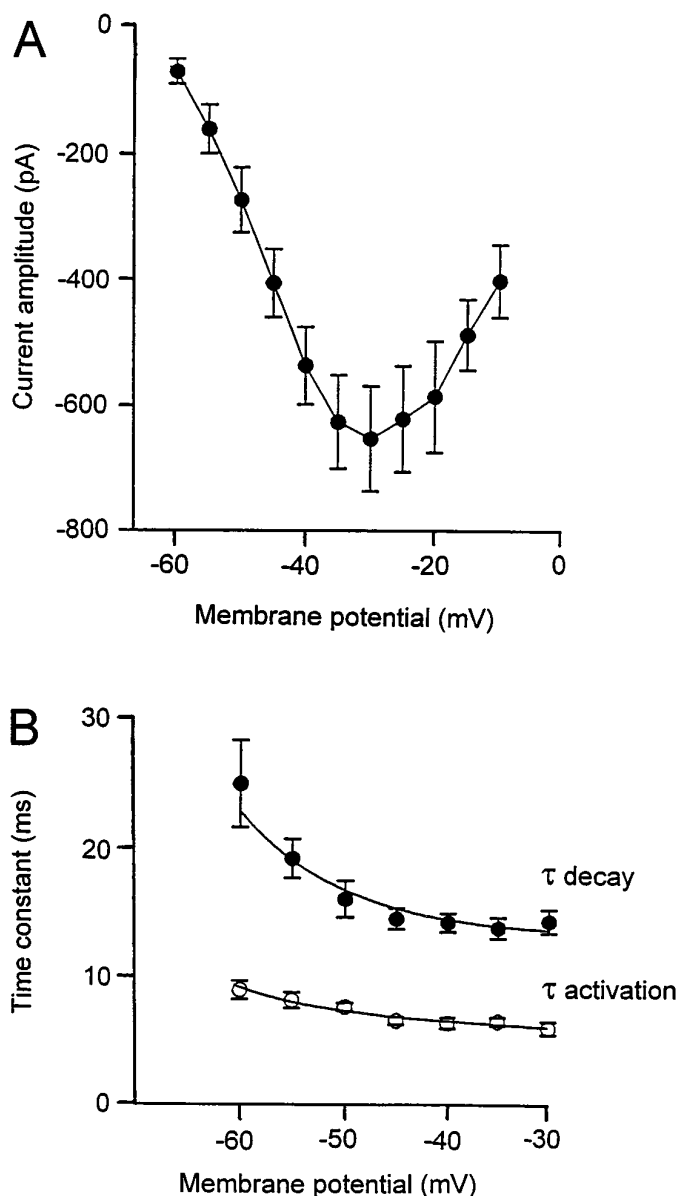 A
0
-200
-400
-600
-800
Current amplitude (pA)
-60
-40
-20
0
Membrane potential (mV)
B
30
20
10
0
Time constant (ms)
τ decay
τ activation
-60
-50
-40
-30
Membrane potential (mV)